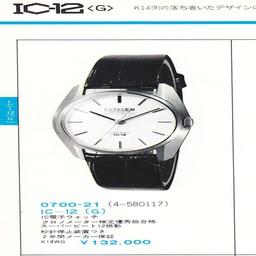 IC-12 <G>
K14側の落ち着いたデザイン
CITIZEN
0700-21 (4-580117)
IC-12 〔G〕
IC電子ウォッチ
クロノメーター検定優秀級合格
スーパービート12振動
秒針停止装置つき
2年間メーカー保証
K14WG ¥132,000